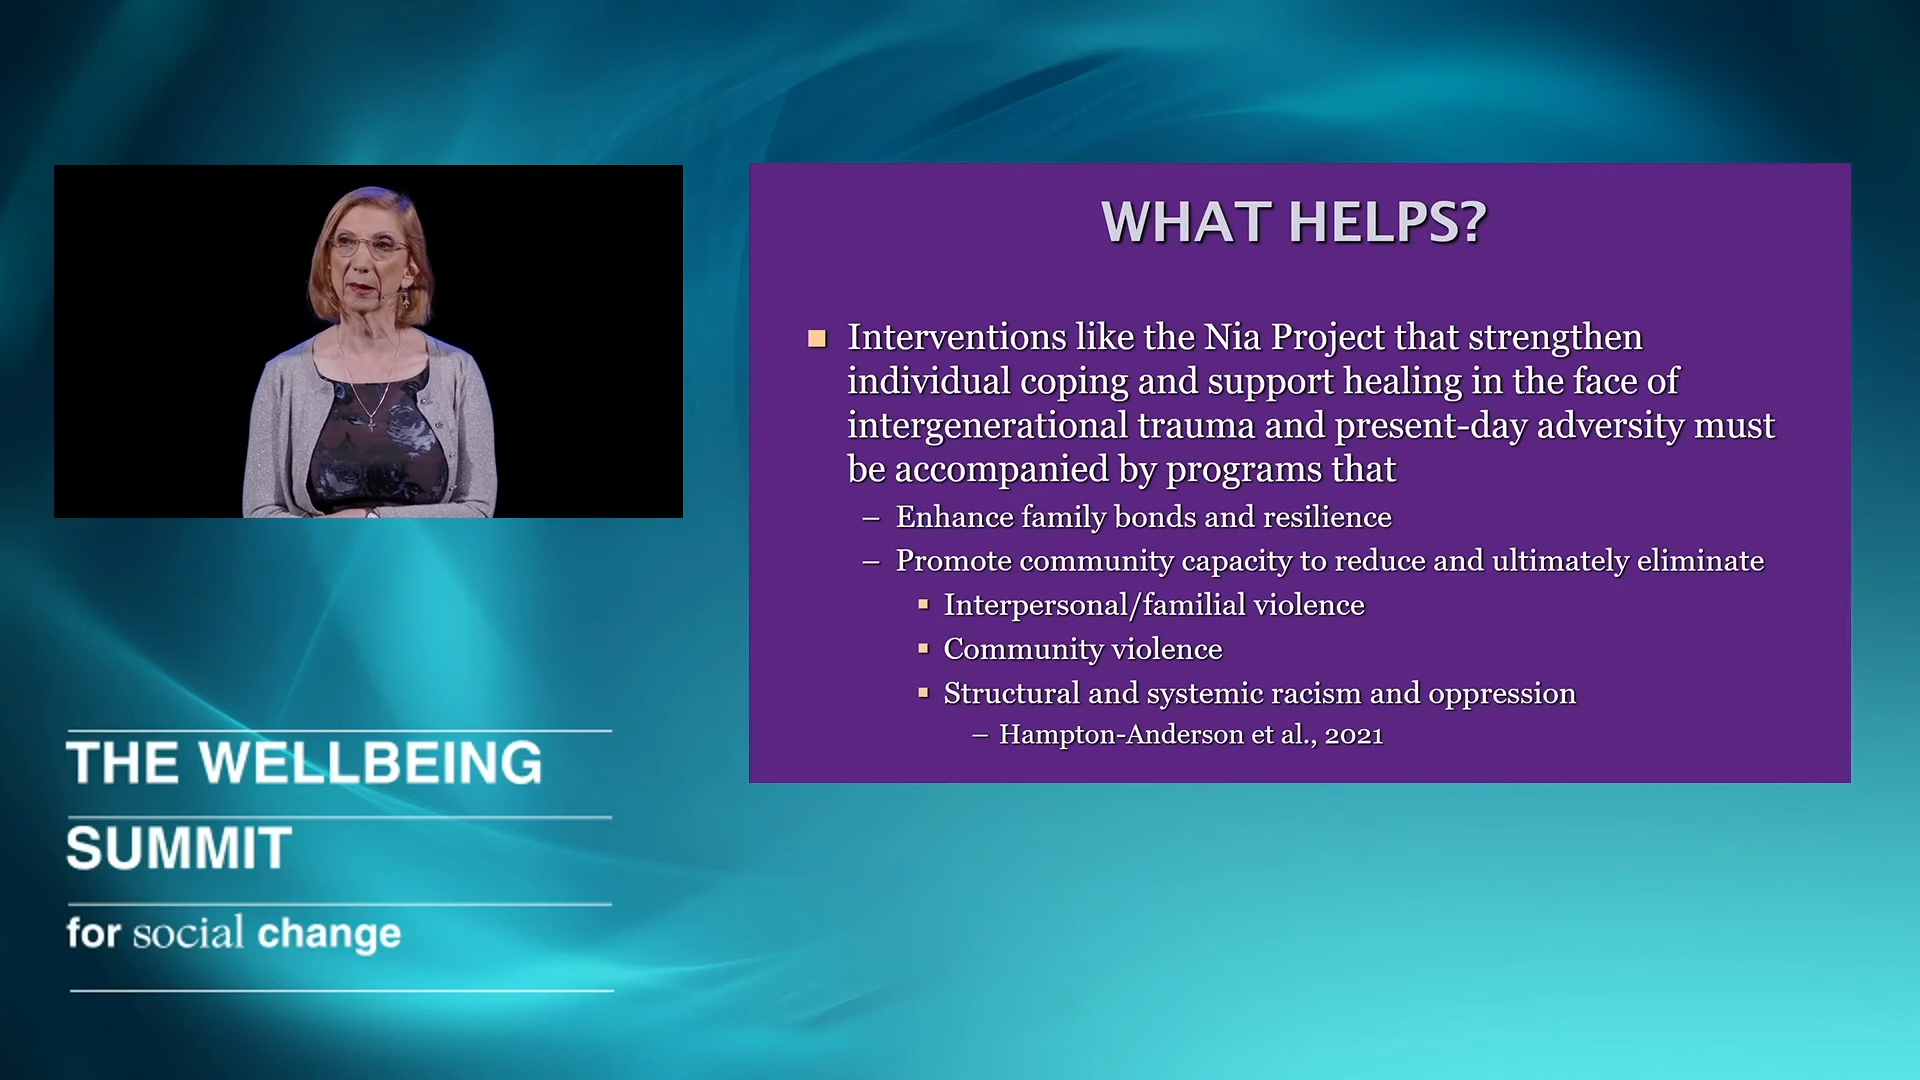 WHAT HELPS?
Interventions like the Nia Project that strengthen
individual coping and support healing in the face of
intergenerational trauma and present-day adversity must
be accompanied by programs that
– Enhance family bonds and resilience
– Promote community capacity to reduce and ultimately eliminate
Interpersonal/familial violence
Community violence
Structural and systemic racism and oppression
– Hampton-Anderson et al., 2021
THE WELLBEING
SUMMIT
for social change